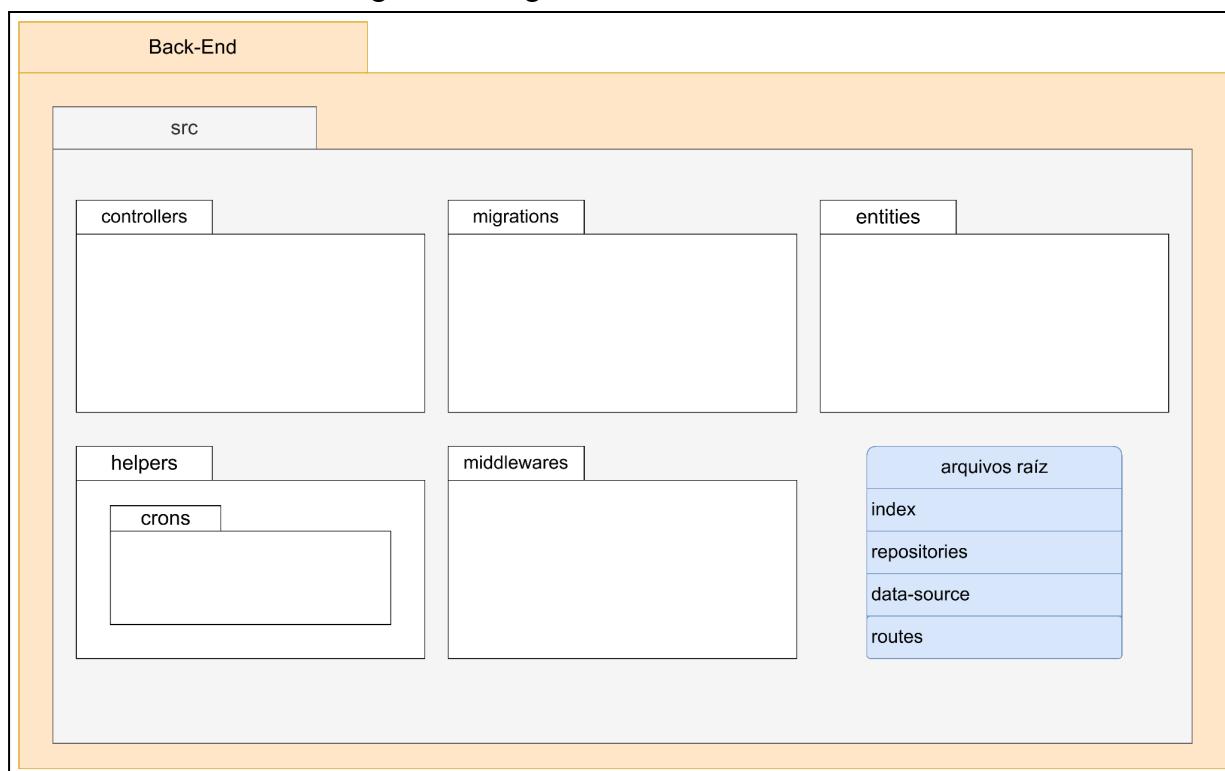 Back-End
src
controllers
migrations
entities
helpers
crons
middlewares
arquivos raíz
index
repositories
data-source
routes